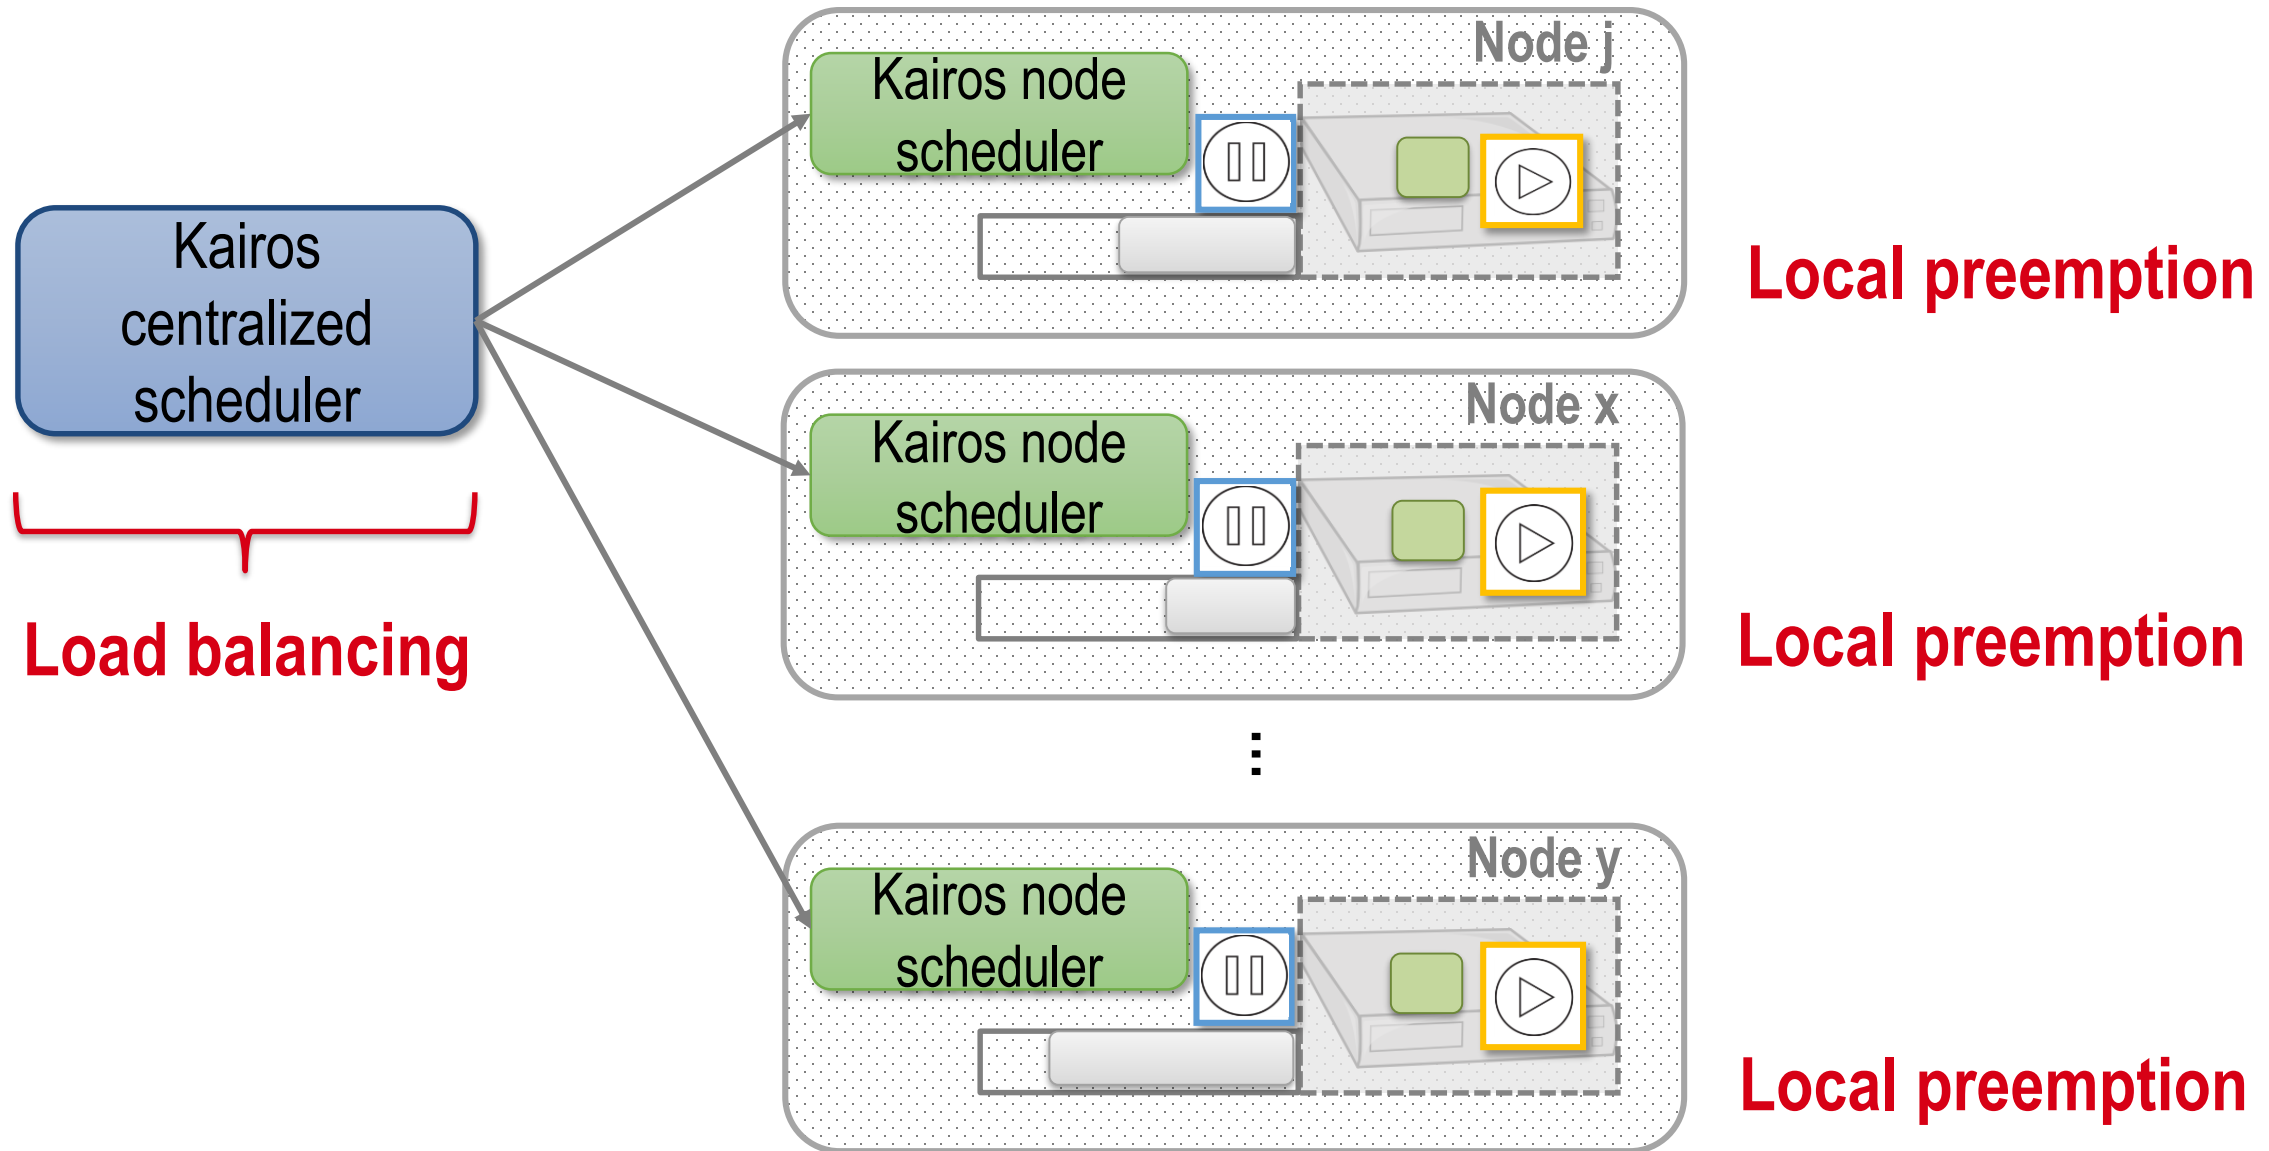 Kairos
centralized
scheduler
Load balancing
Node j
Kairos node
scheduler
Local preemption
Node x
Kairos node
scheduler
Local preemption
...
Node y
Kairos node
scheduler
Local preemption